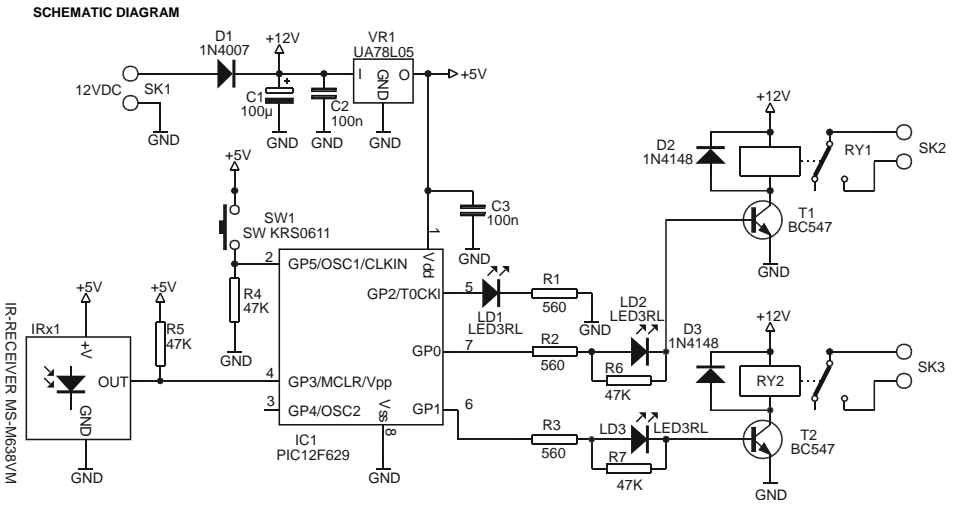 SCHEMATIC DIAGRAM
D1
1N4007
+12V
VR1
UA78L05
I
O
GND
+5V
12VDC
SK1
GND
C1
+
100µ
GND
C2
100n
GND
GND
+5V
SW1
SW KRS0611
C3
100n
GND
1
Vdd
+12V
D2
1N4148
RY1
SK2
T1
BC547
GND
2
GP5/OSC1/CLKIN
R4
47K
GND
GP2/T0CKI
5
LD1
LED3RL
R1
560
GND
LD2
LED3RL
+5V
+5V
R5
47K
IR-RECEIVER MS-M638VM
IRx1
+V
OUT
GND
GND
GP0
7
R2
560
R6
47K
D3
1N4148
+12V
RY2
SK3
4
GP3/MCLR/Vpp
3
GP4/OSC2
Vss
8
GP1
6
R3
560
LD3
LED3RL
R7
47K
T2
BC547
GND
IC1
PIC12F629
GND